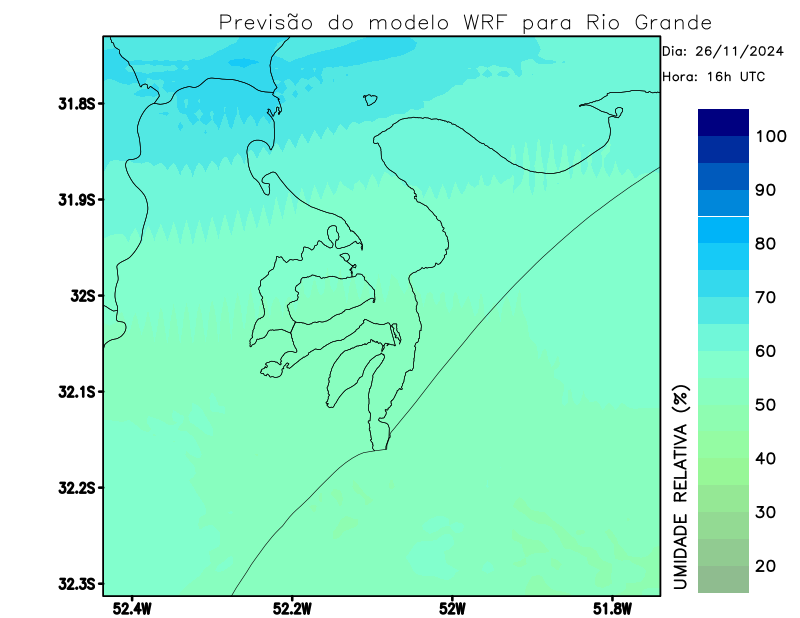 Previsão do modelo WRF para Rio Grande
Dia: 26/11/2024
Hora: 16h UTC
31.8S
31.9S
32S
32.1S
32.2S
32.3S
52.4W
52.2W
52W
51.8W
100
90
80
70
60
50
40
30
20
UMIDADE RELATIVA (%)